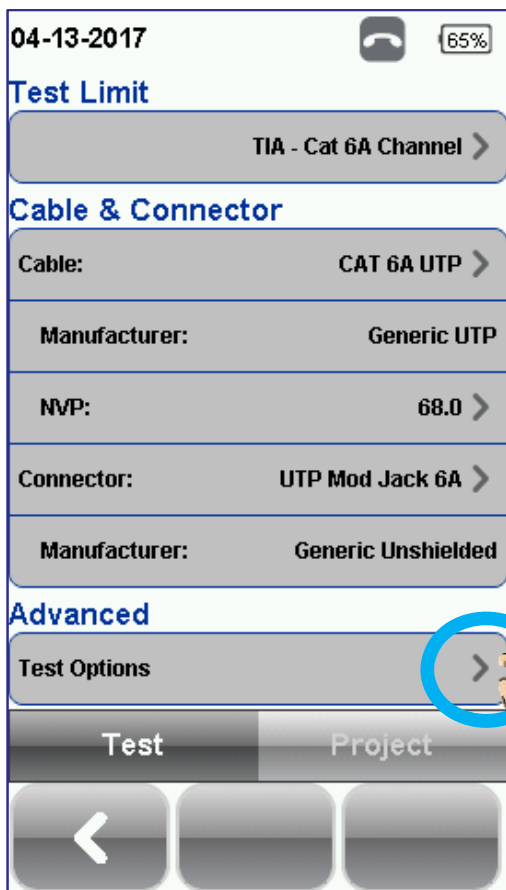 04-13-2017 65%
Test Limit
TIA - Cat 6A Channel
Cable & Connector
Cable: CAT 6A UTP
Manufacturer: Generic UTP
NVP: 68.0
Connector: UTP Mod Jack 6A
Manufacturer: Generic Unshielded
Advanced
Test Options
Test Project